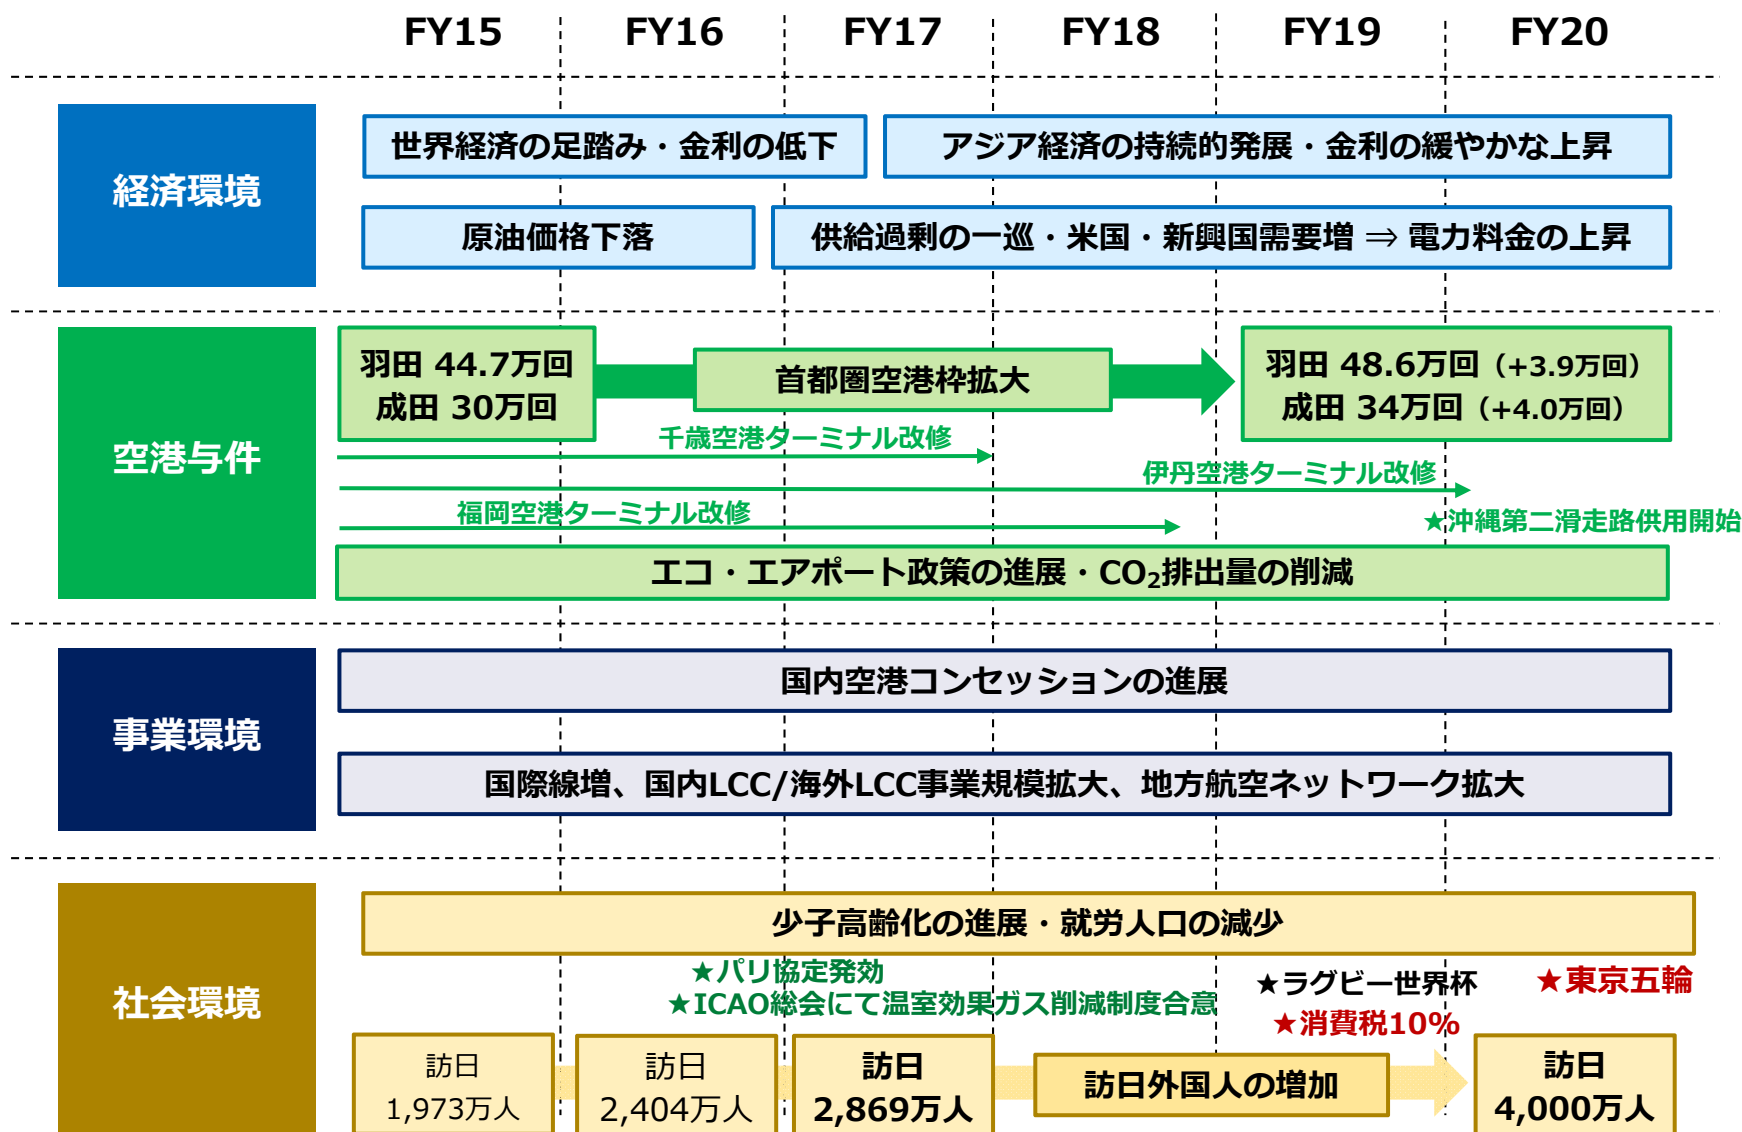 FY15 FY16 FY17 FY18 FY19 FY20
経済環境
世界経済の足踏み・金利の低下
アジア経済の持続的発展・金利の緩やかな上昇
原油価格下落
供給過剰の一巡・米国・新興国需要増 ⇒ 電力料金の上昇
空港与件
羽田 44.7万回
成田 30万回
首都圏空港枠拡大
羽田 48.6万回（+3.9万回）
成田 34万回（+4.0万回）
千歳空港ターミナル改修
伊丹空港ターミナル改修
福岡空港ターミナル改修
★沖縄第二滑走路供用開始
エコ・エアポート政策の進展・CO₂排出量の削減
事業環境
国内空港コンセッションの進展
国際線増、国内LCC/海外LCC事業規模拡大、地方航空ネットワーク拡大
社会環境
少子高齢化の進展・就労人口の減少
★パリ協定発効
★ICAO総会にて温室効果ガス削減制度合意
★ラグビー世界杯
★消費税10%
★東京五輪
訪日
1,973万人
訪日
2,404万人
訪日
2,869万人
訪日外国人の増加
訪日
4,000万人